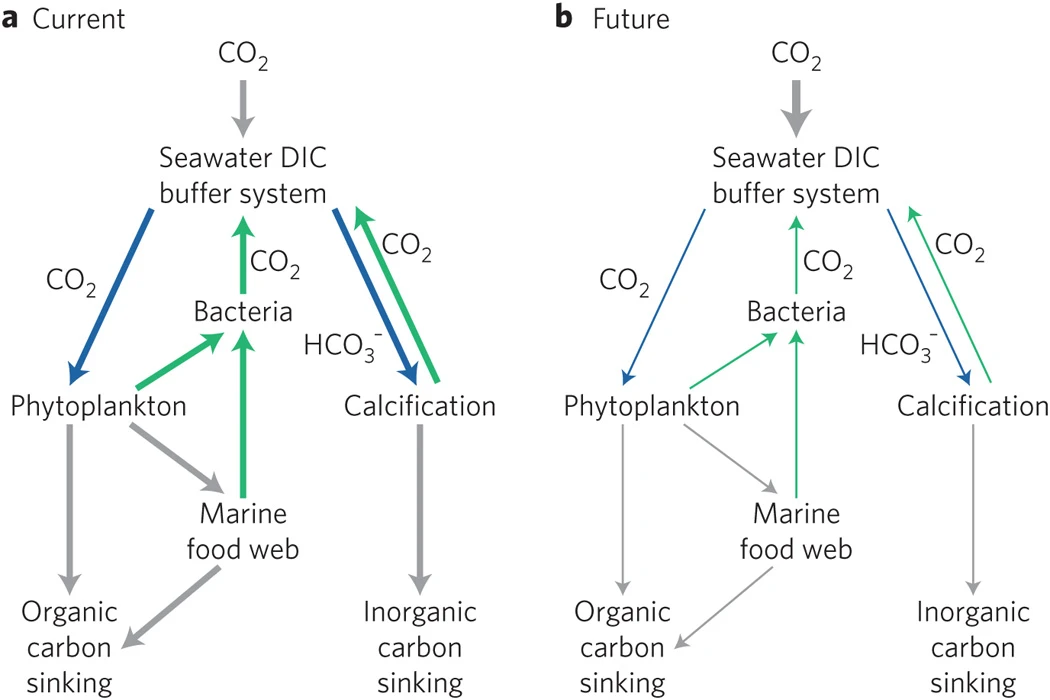 a Current
CO₂
Seawater DIC
buffer system
CO₂
CO₂
CO₂
Bacteria
HCO₃⁻
Phytoplankton
Calcification
Marine
food web
Organic
carbon
sinking
Inorganic
carbon
sinking
b Future
CO₂
Seawater DIC
buffer system
CO₂
CO₂
CO₂
Bacteria
HCO₃⁻
Phytoplankton
Calcification
Marine
food web
Organic
carbon
sinking
Inorganic
carbon
sinking